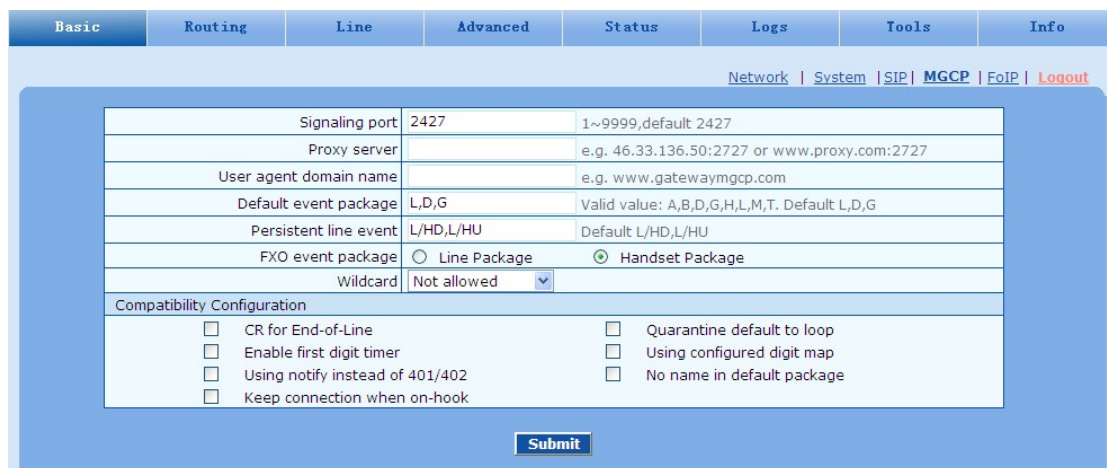 Basic Routing Line Advanced Status Logs Tools Info
Network | System | SIP | MGCP | FoIP | Logout
Signaling port 2427 1~9999,default 2427
Proxy server e.g. 46.33.136.50:2727 or www.proxy.com:2727
User agent domain name e.g. www.gatewaymgcp.com
Default event package L,D,G Valid value: A,B,D,G,H,L,M,T. Default L,D,G
Persistent line event L/HD,L/HU Default L/HD,L/HU
FXO event package Line Package Handset Package
Wildcard Not allowed
Compatibility Configuration
CR for End-of-Line Quarantine default to loop
Enable first digit timer Using configured digit map
Using notify instead of 401/402 No name in default package
Keep connection when on-hook
Submit